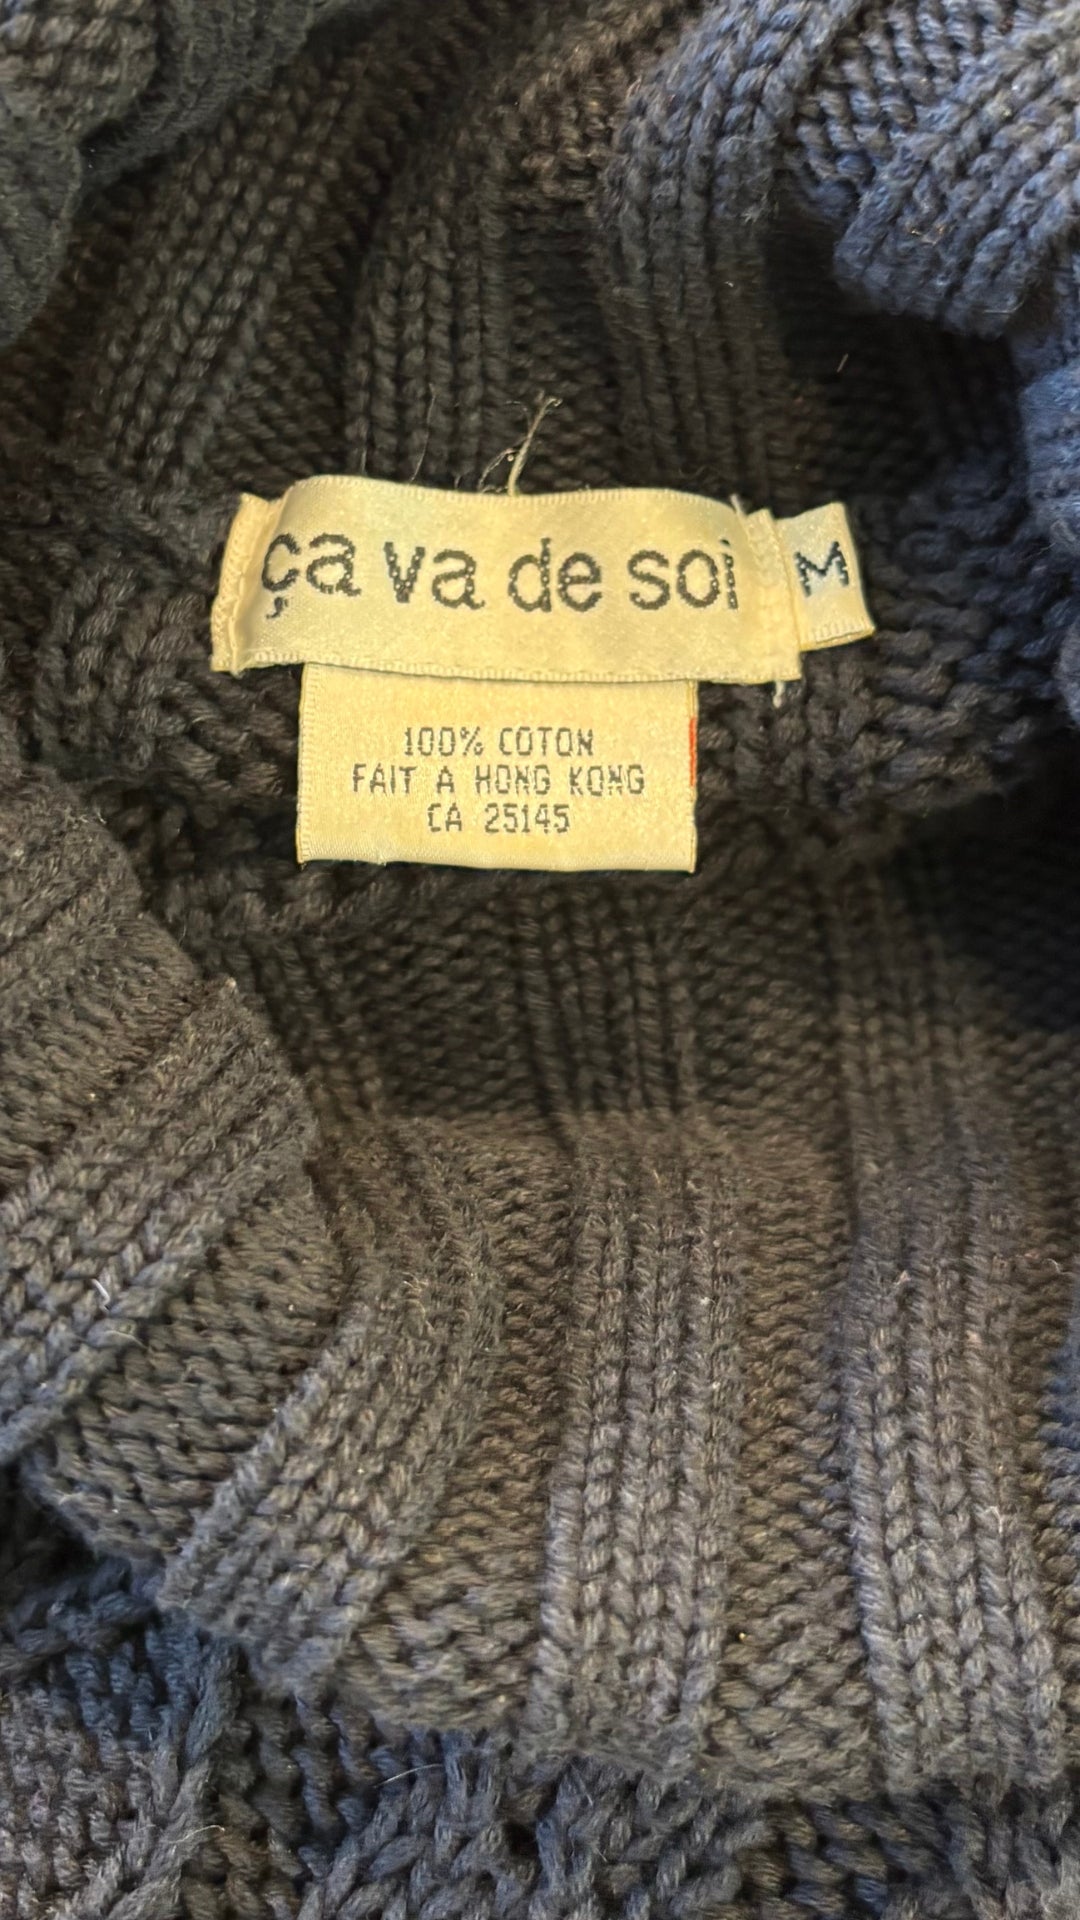 ça va de soi
M
100% COTON
FAIT A HONG KONG
CA 25145